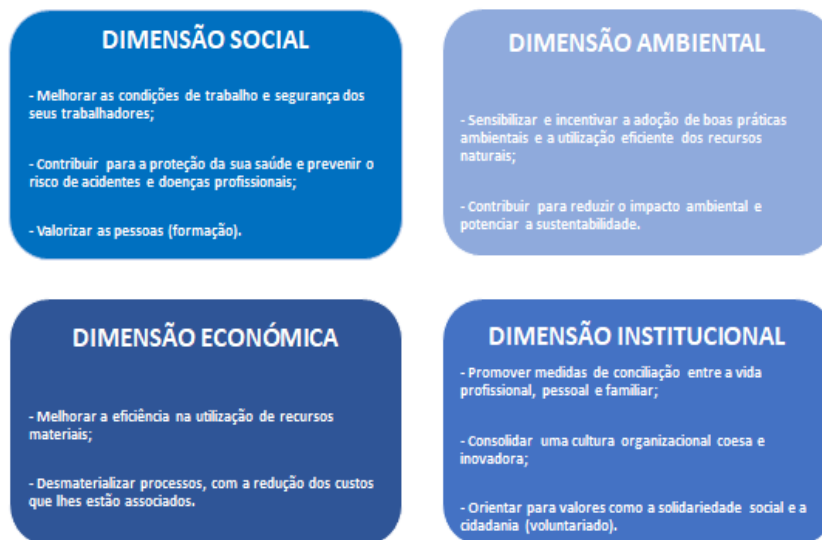 DIMENSÃO SOCIAL
- Melhorar as condições de trabalho e segurança dos
seus trabalhadores;
- Contribuir para a proteção da sua saúde e prevenir o
risco de acidentes e doenças profissionais;
- Valorizar as pessoas (formação).
DIMENSÃO AMBIENTAL
- Sensibilizar e incentivar a adoção de boas práticas
ambientais e a utilização eficiente dos recursos
naturais;
- Contribuir para reduzir o impacto ambiental e
potenciar a sustentabilidade.
DIMENSÃO ECONÓMICA
- Melhorar a eficiência na utilização de recursos
materiais;
- Desmaterializar processos, com a redução dos custos
que lhes estão associados.
DIMENSÃO INSTITUCIONAL
- Promover medidas de conciliação entre a vida
profissional, pessoal e familiar;
- Consolidar uma cultura organizacional coesa e
inovadora;
- Orientar para valores como a solidariedade social e a
cidadania (voluntariado).